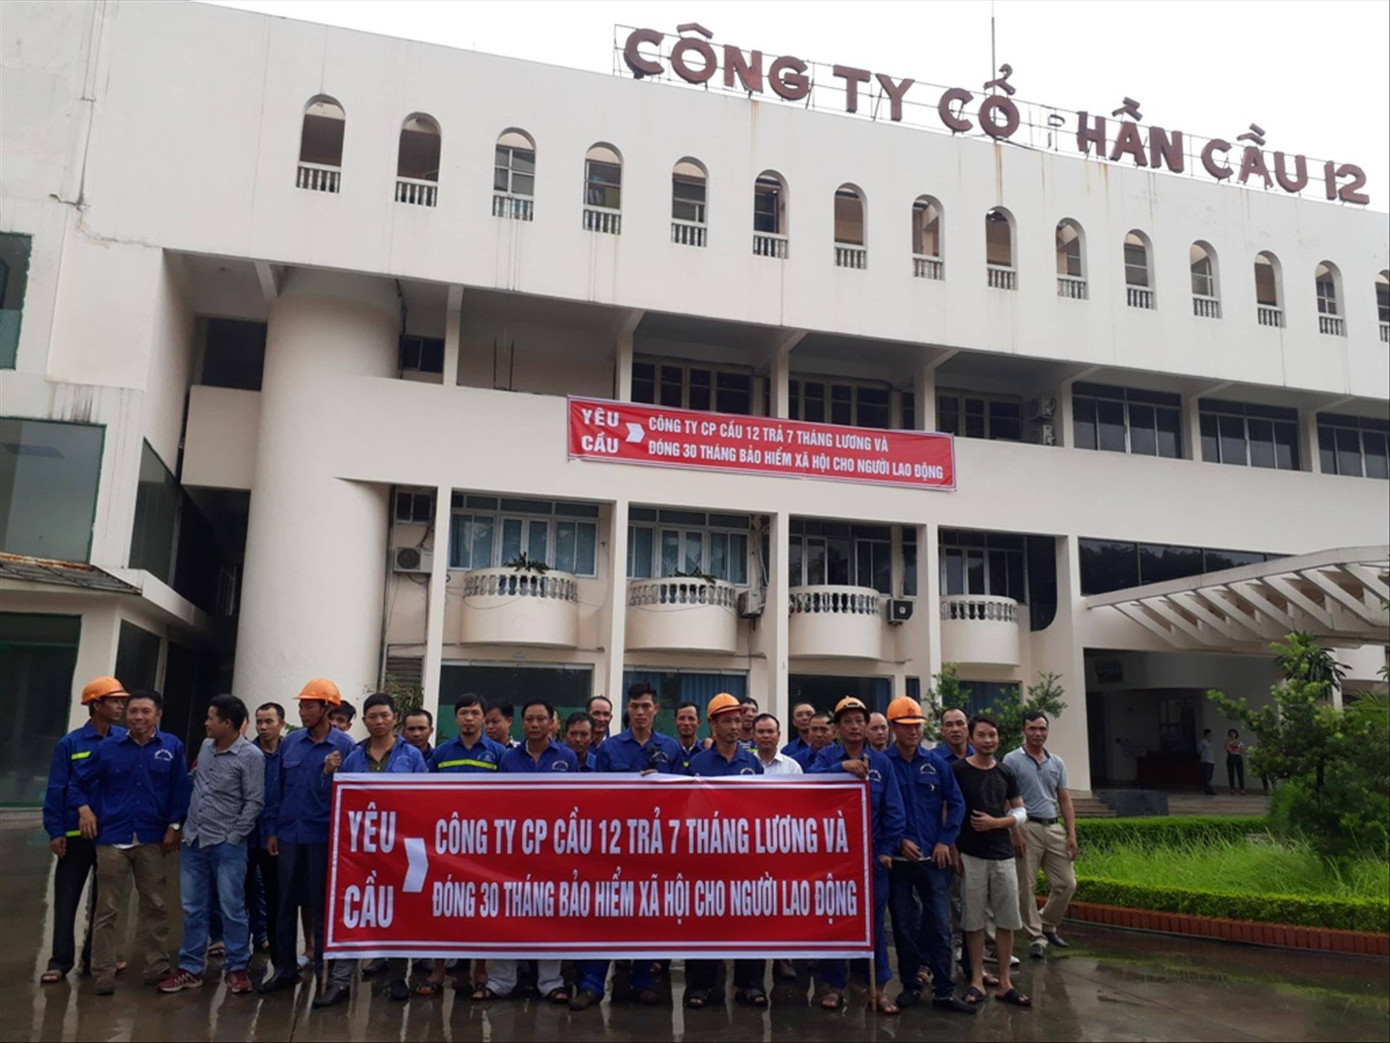 CÔNG TY CỔ PHẦN CẦU 12
YÊU CẦU
CÔNG TY CP CẦU 12 TRẢ 7 THÁNG LƯƠNG VÀ
ĐÓNG 30 THÁNG BẢO HIỂM XÃ HỘI CHO NGƯỜI LAO ĐỘNG
YÊU CẦU
CÔNG TY CP CẦU 12 TRẢ 7 THÁNG LƯƠNG VÀ
ĐÓNG 30 THÁNG BẢO HIỂM XÃ HỘI CHO NGƯỜI LAO ĐỘNG